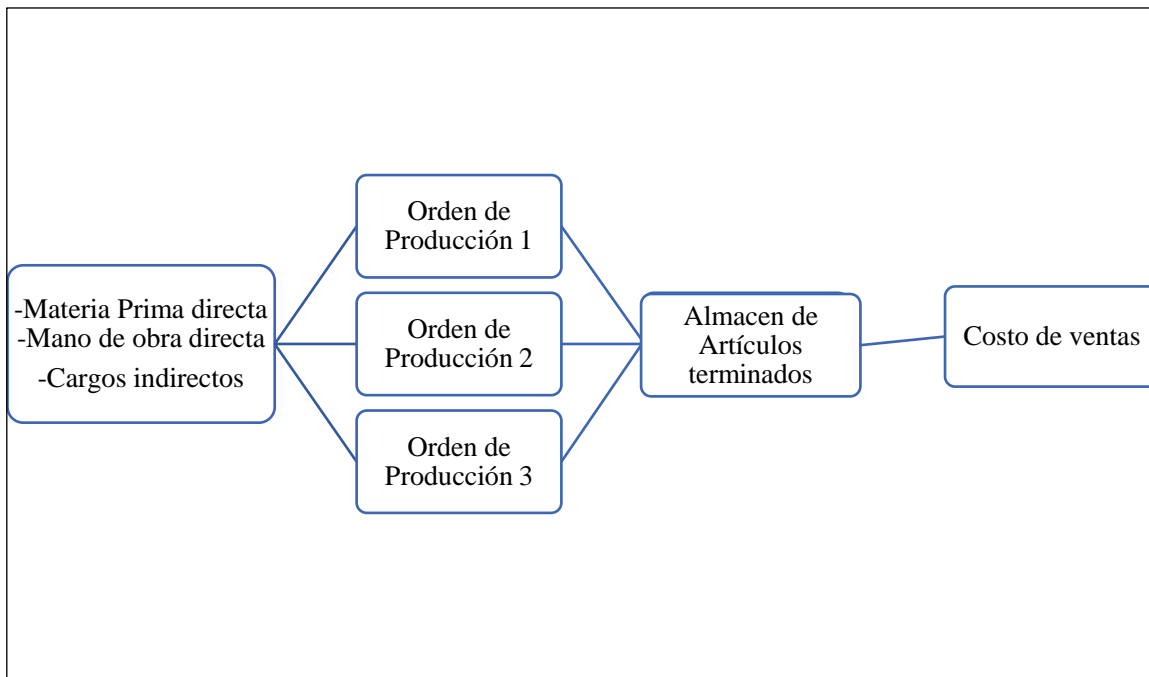 -Materia Prima directa
-Mano de obra directa
-Cargos indirectos
Orden de
Producción 1
Orden de
Producción 2
Orden de
Producción 3
Almacen de
Artículos
terminados
Costo de ventas